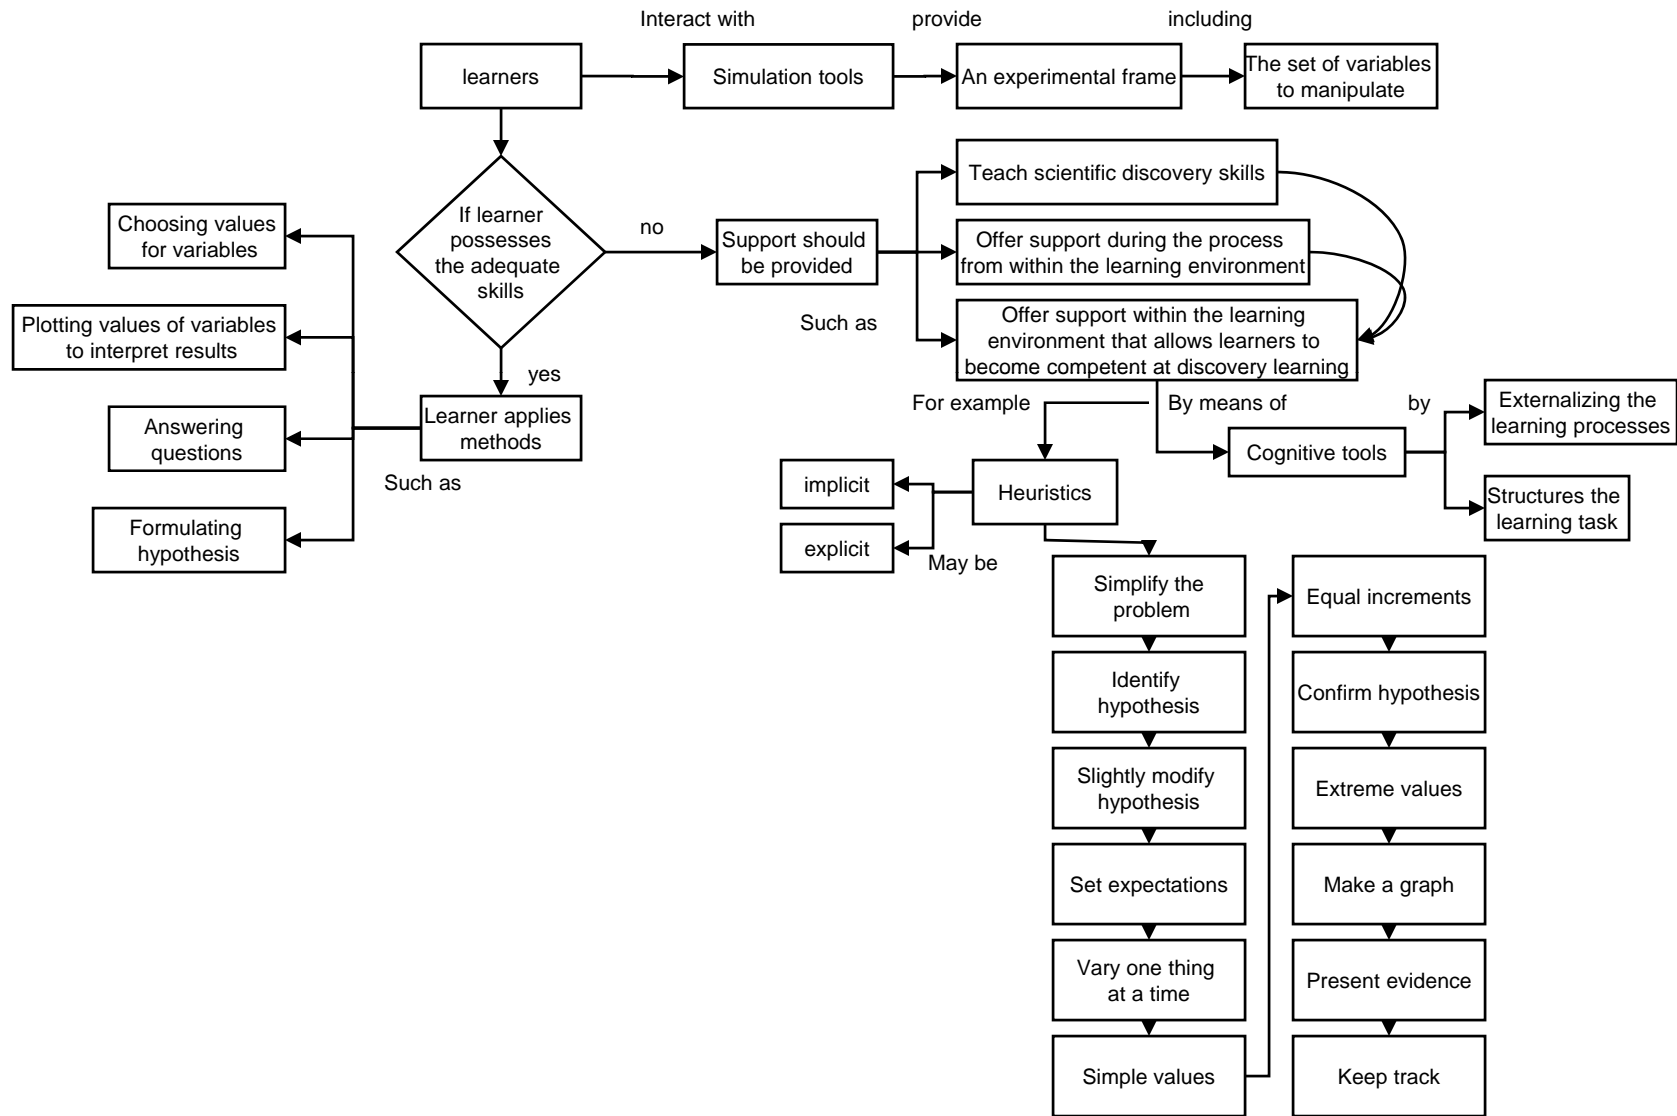 Interact with
provide
including
learners
Simulation tools
An experimental frame
The set of variables
to manipulate
If learner
possesses
the adequate
skills
no
Support should
be provided
Such as
Teach scientific discovery skills
Offer support during the process
from within the learning environment
Offer support within the learning
environment that allows learners to
become competent at discovery learning
Choosing values
for variables
Plotting values of variables
to interpret results
Answering
questions
Formulating
hypothesis
yes
Learner applies
methods
Such as
For example
By means of
by
Cognitive tools
Externalizing the
learning processes
Structures the
learning task
implicit
explicit
Heuristics
May be
Simplify the
problem
Identify
hypothesis
Slightly modify
hypothesis
Set expectations
Vary one thing
at a time
Simple values
Equal increments
Confirm hypothesis
Extreme values
Make a graph
Present evidence
Keep track